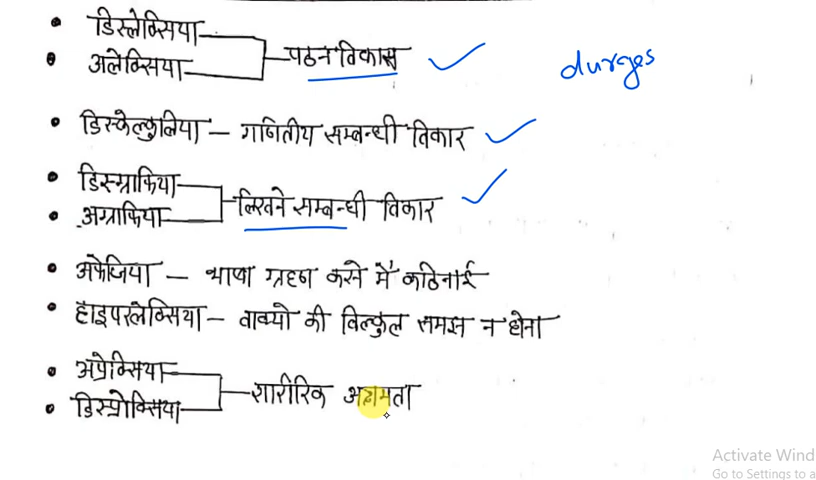 • डिस्लेक्सिया
• अलेक्सिया
पठन विकास
durges
• डिस्केल्कुलिया – गणितीय सम्बन्धी विकार
• डिसग्राफिया
• अग्राफिया
लिखने सम्बन्धी विकार
• अफेजिया – भाषा ग्रहण करने में कठिनाई
• हाइपरलेक्सिया – वाक्यो की बिल्कुल समझ न होना
• अप्रेक्सिया
• डिस्प्रेक्सिया
शारीरिक अक्षमता
Activate Wind
Go to Settings to a